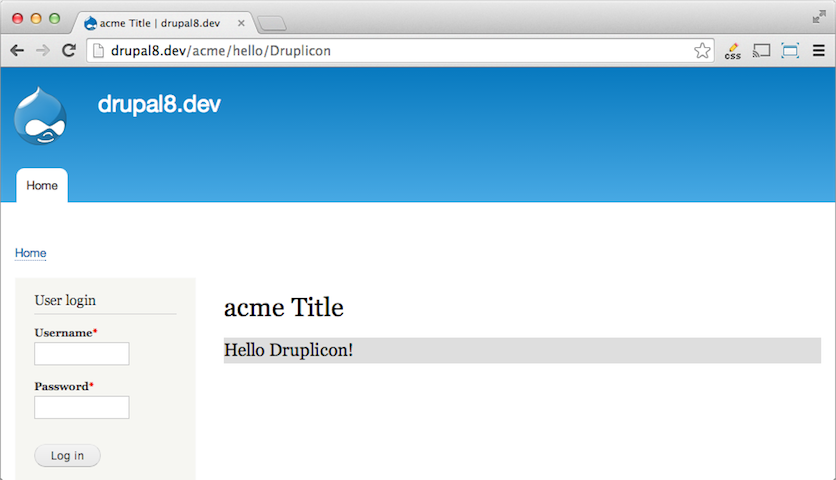 acme Title | drupal8.dev
drupal8.dev/acme/hello/Druplicon
css
drupal8.dev
Home
Home
User login
Username*
Password*
Log in
acme Title
Hello Druplicon!